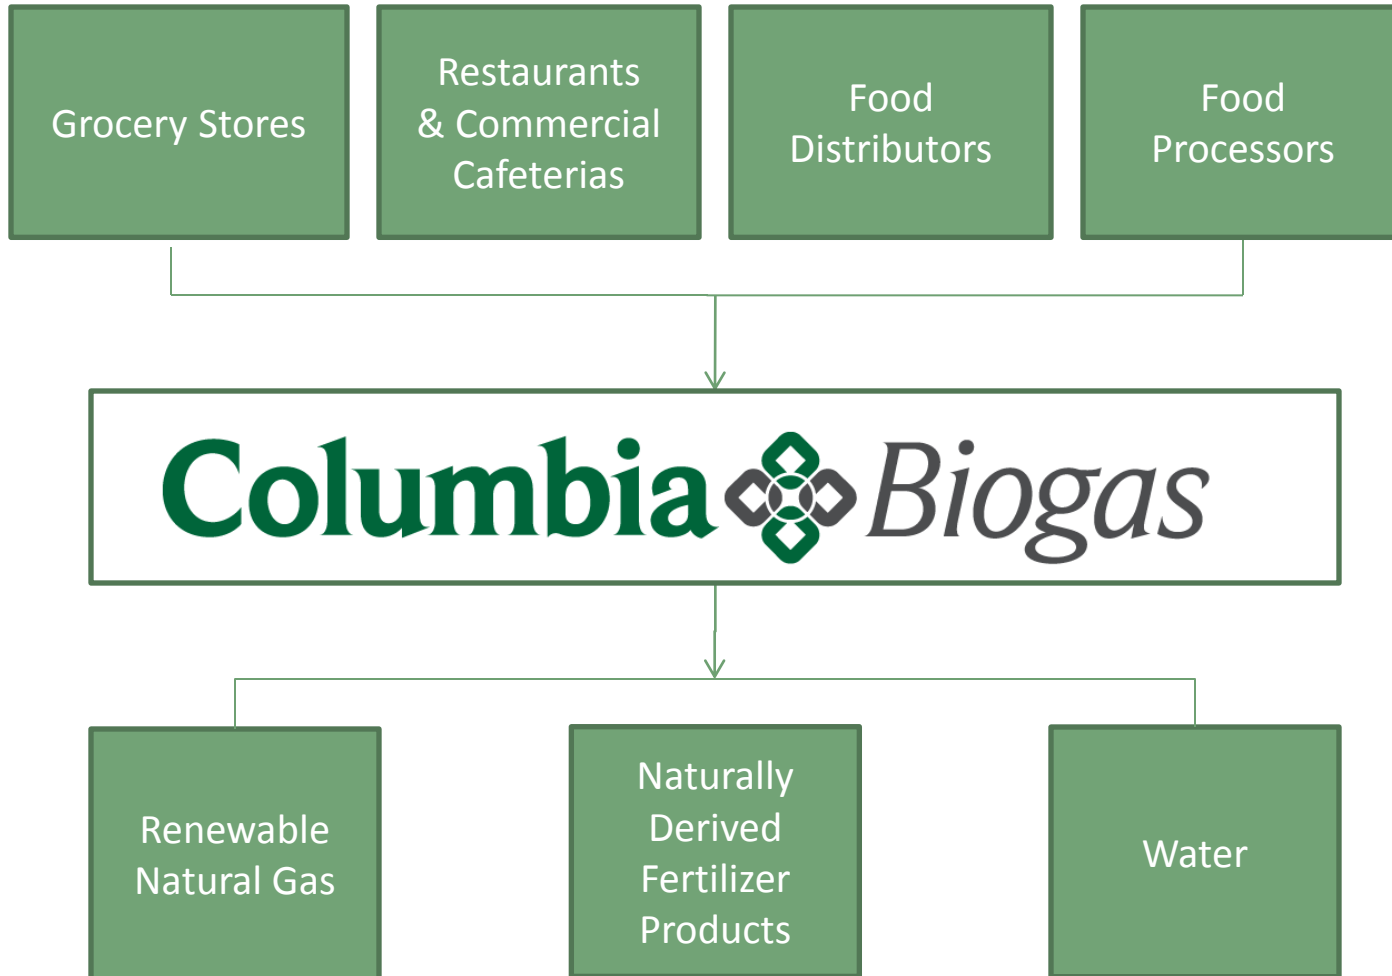 Grocery Stores
Restaurants
& Commercial
Cafeterias
Food
Distributors
Food
Processors
Columbia Biogas
Renewable
Natural Gas
Naturally
Derived
Fertilizer
Products
Water